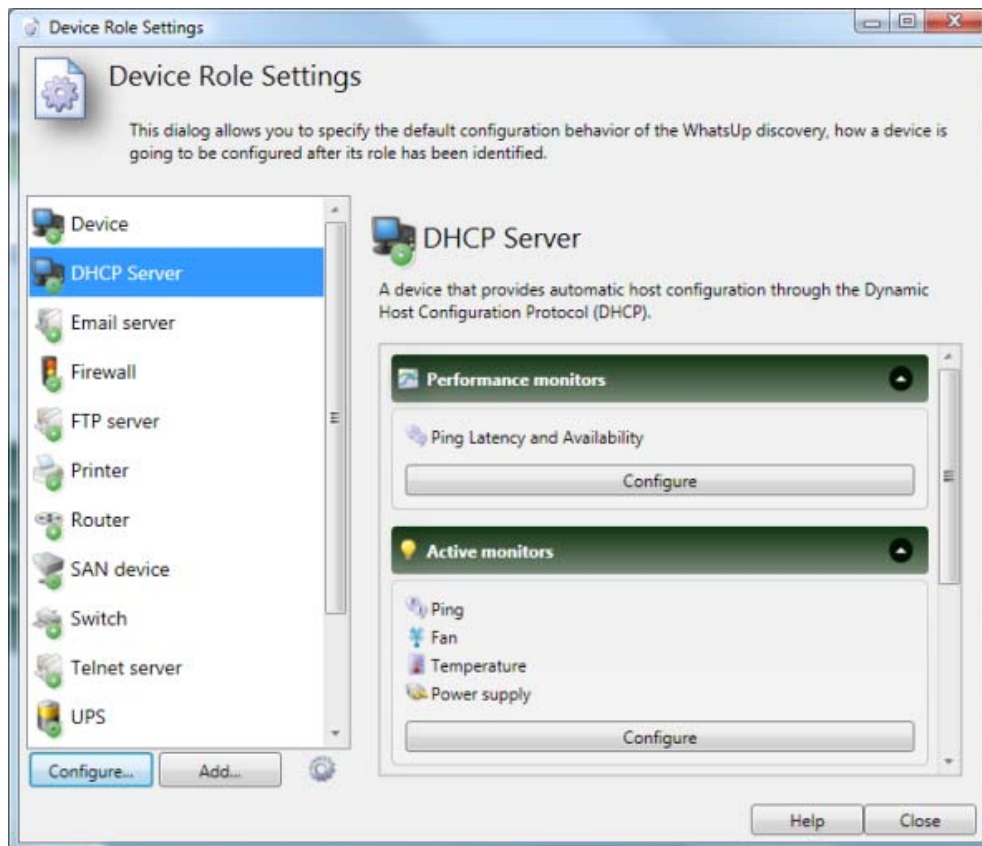 Device Role Settings
Device Role Settings
This dialog allows you to specify the default configuration behavior of the WhatsUp discovery, how a device is
going to be configured after its role has been identified.
Device
DHCP Server
Email server
Firewall
FTP server
Printer
Router
SAN device
Switch
Telnet server
UPS
Configure...
Add...
DHCP Server
A device that provides automatic host configuration through the Dynamic
Host Configuration Protocol (DHCP).
Performance monitors
Ping Latency and Availability
Configure
Active monitors
Ping
Fan
Temperature
Power supply
Configure
Help
Close